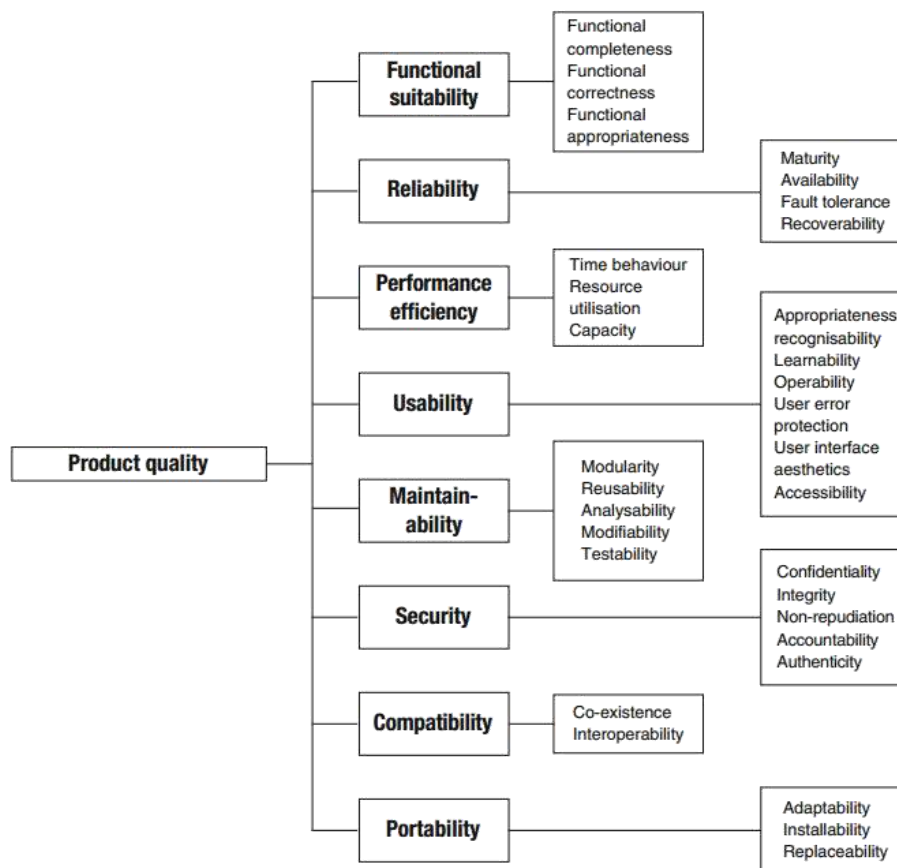 Product quality
Functional
suitability
Functional
completeness
Functional
correctness
Functional
appropriateness
Reliability
Maturity
Availability
Fault tolerance
Recoverability
Performance
efficiency
Time behaviour
Resource
utilisation
Capacity
Usability
Appropriateness
recognisability
Learnability
Operability
User error
protection
User interface
aesthetics
Accessibility
Maintain-
ability
Modularity
Reusability
Analysability
Modifiability
Testability
Security
Confidentiality
Integrity
Non-repudiation
Accountability
Authenticity
Compatibility
Co-existence
Interoperability
Portability
Adaptability
Installability
Replaceability